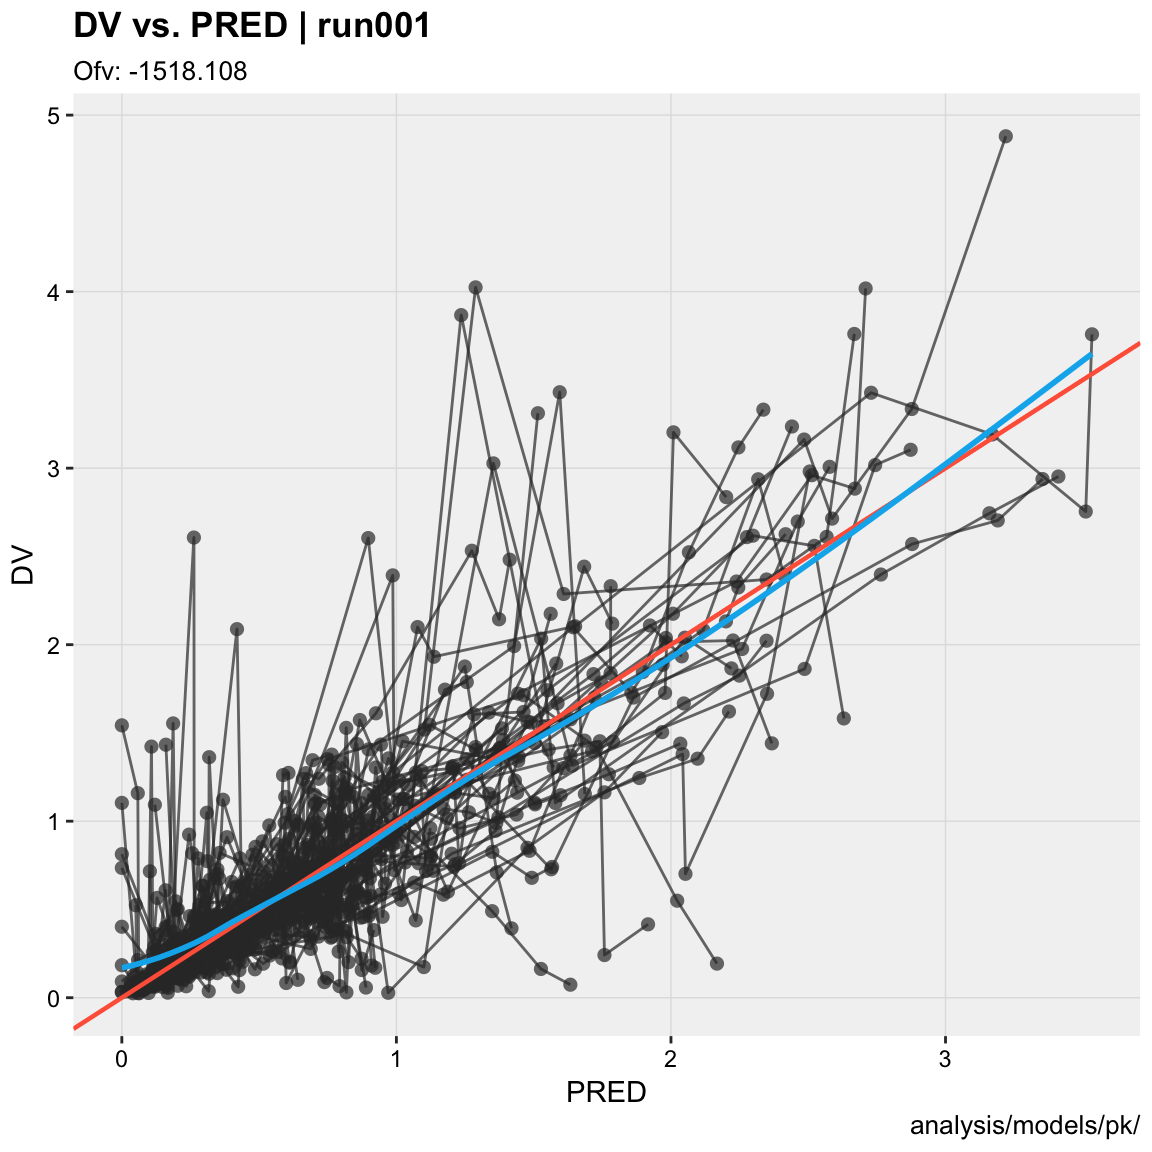 DV vs. PRED | run001
Ofv: -1518.108
5
4
3
2
1
0
DV
0 1 2 3
PRED
analysis/models/pk/